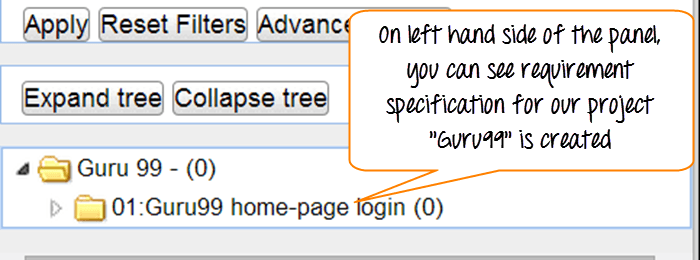 Apply Reset Filters Advance
Expand tree Collapse tree
On left hand side of the panel,
you can see requirement
specification for our project
"Guru99" is created
Guru 99 - (0)
01:Guru99 home-page login (0)